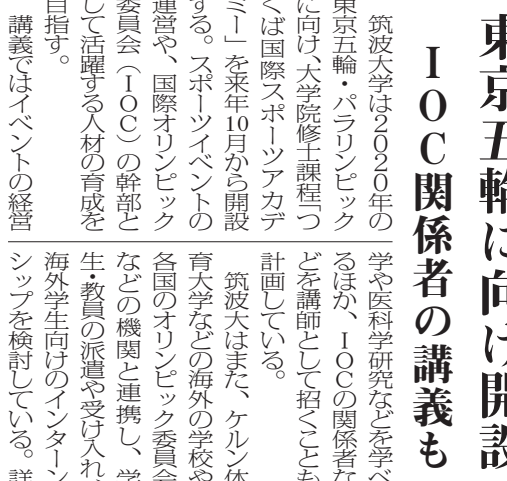 東京五輪に向け開設
IOC関係者の講義も
筑波大学は2020年の
東京五輪・パラリンピック
に向け、大学院修士課程「つ
くば国際スポーツアカデ
ミー」を来年10月から開設
する。スポーツイベントの
運営や、国際オリンピック
委員会（IOC）の幹部と
して活躍する人材の育成を
目指す。
講義ではイベントの経営
学や医科学研究などを学べ
るほか、IOCの関係者な
どを講師として招くことも
計画している。
筑波大はまた、ケルン体
育大学などの海外の学校や
各国のオリンピック委員会
などの機関と連携し、学
生・教員の派遣や受け入れ、
海外学生向けのインターン
シップを検討している。詳